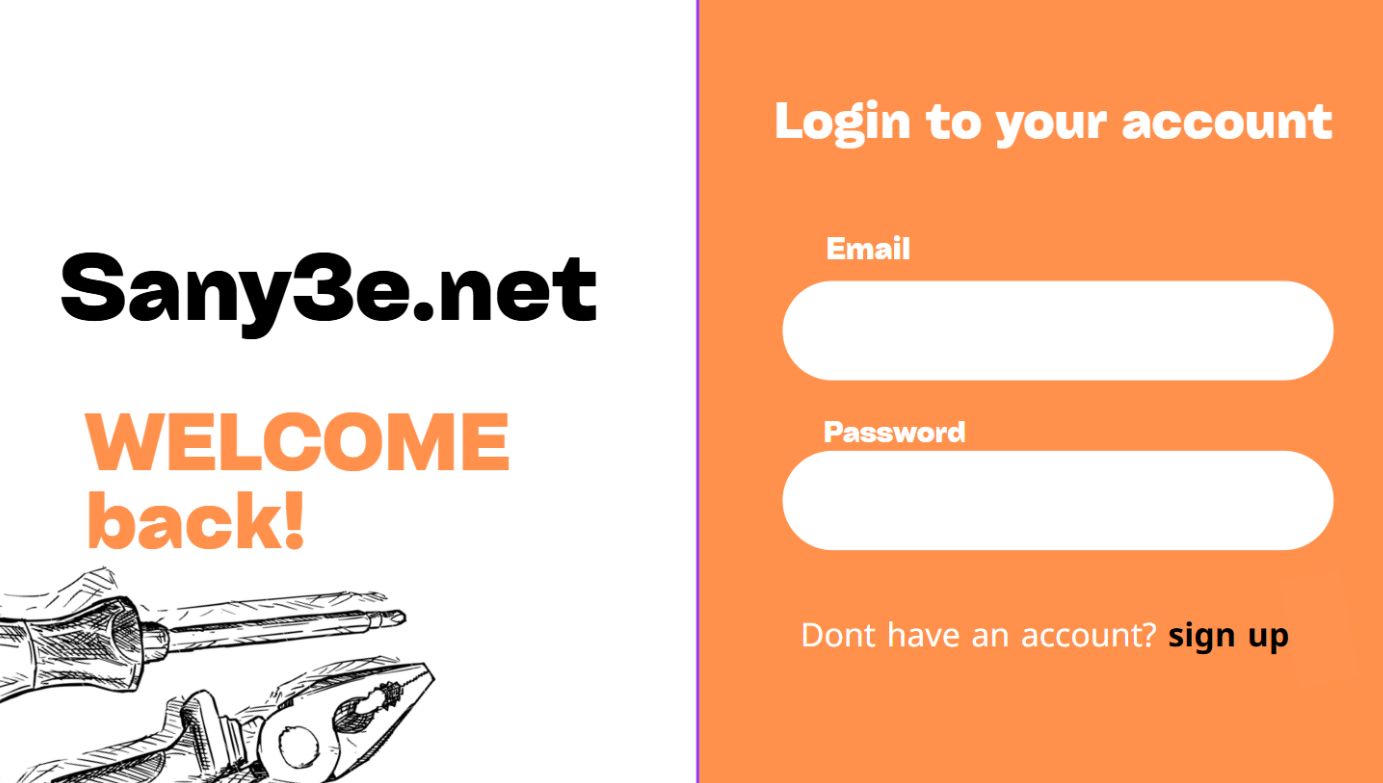 Sany3e.net
WELCOME
back!
Login to your account
Email
Password
Dont have an account? sign up